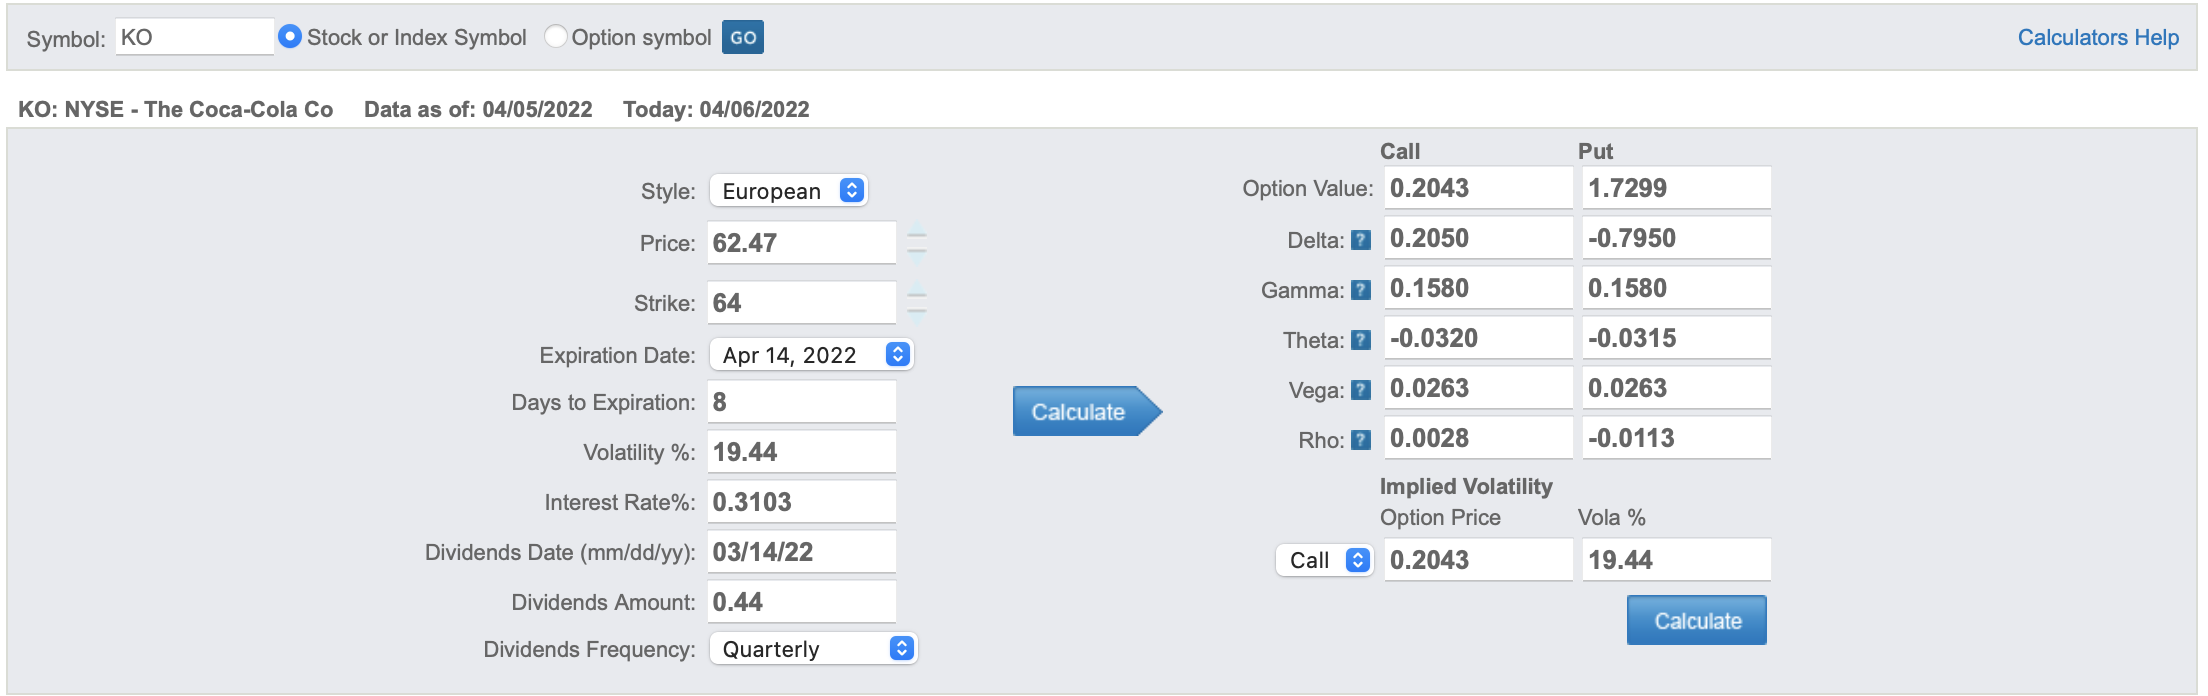 Symbol: KO Stock or Index Symbol Option symbol GO Calculators Help
KO: NYSE - The Coca-Cola Co Data as of: 04/05/2022 Today: 04/06/2022
Style: European
Price: 62.47
Strike: 64
Expiration Date: Apr 14, 2022
Days to Expiration: 8
Volatility %: 19.44
Interest Rate%: 0.3103
Dividends Date (mm/dd/yy): 03/14/22
Dividends Amount: 0.44
Dividends Frequency: Quarterly
Calculate
Call Put
Option Value: 0.2043 1.7299
Delta: ? 0.2050 -0.7950
Gamma: ? 0.1580 0.1580
Theta: ? -0.0320 -0.0315
Vega: ? 0.0263 0.0263
Rho: ? 0.0028 -0.0113
Implied Volatility
Option Price Vola %
Call 0.2043 19.44
Calculate